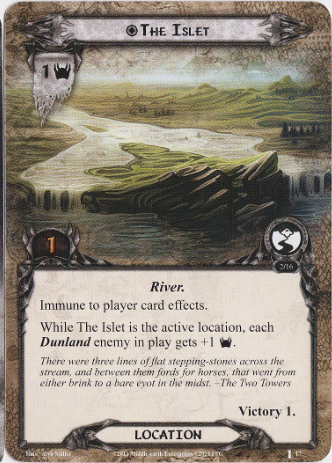 THE ISLET
1
1
2/16
River.
Immune to player card effects.
While The Islet is the active location, each
Dunland enemy in play gets +1 .
There were three lines of flat stepping-stones across the
stream, and between them fords for horses, that went from
either brink to a bare eyot in the midst. –The Two Towers
Victory 1.
LOCATION